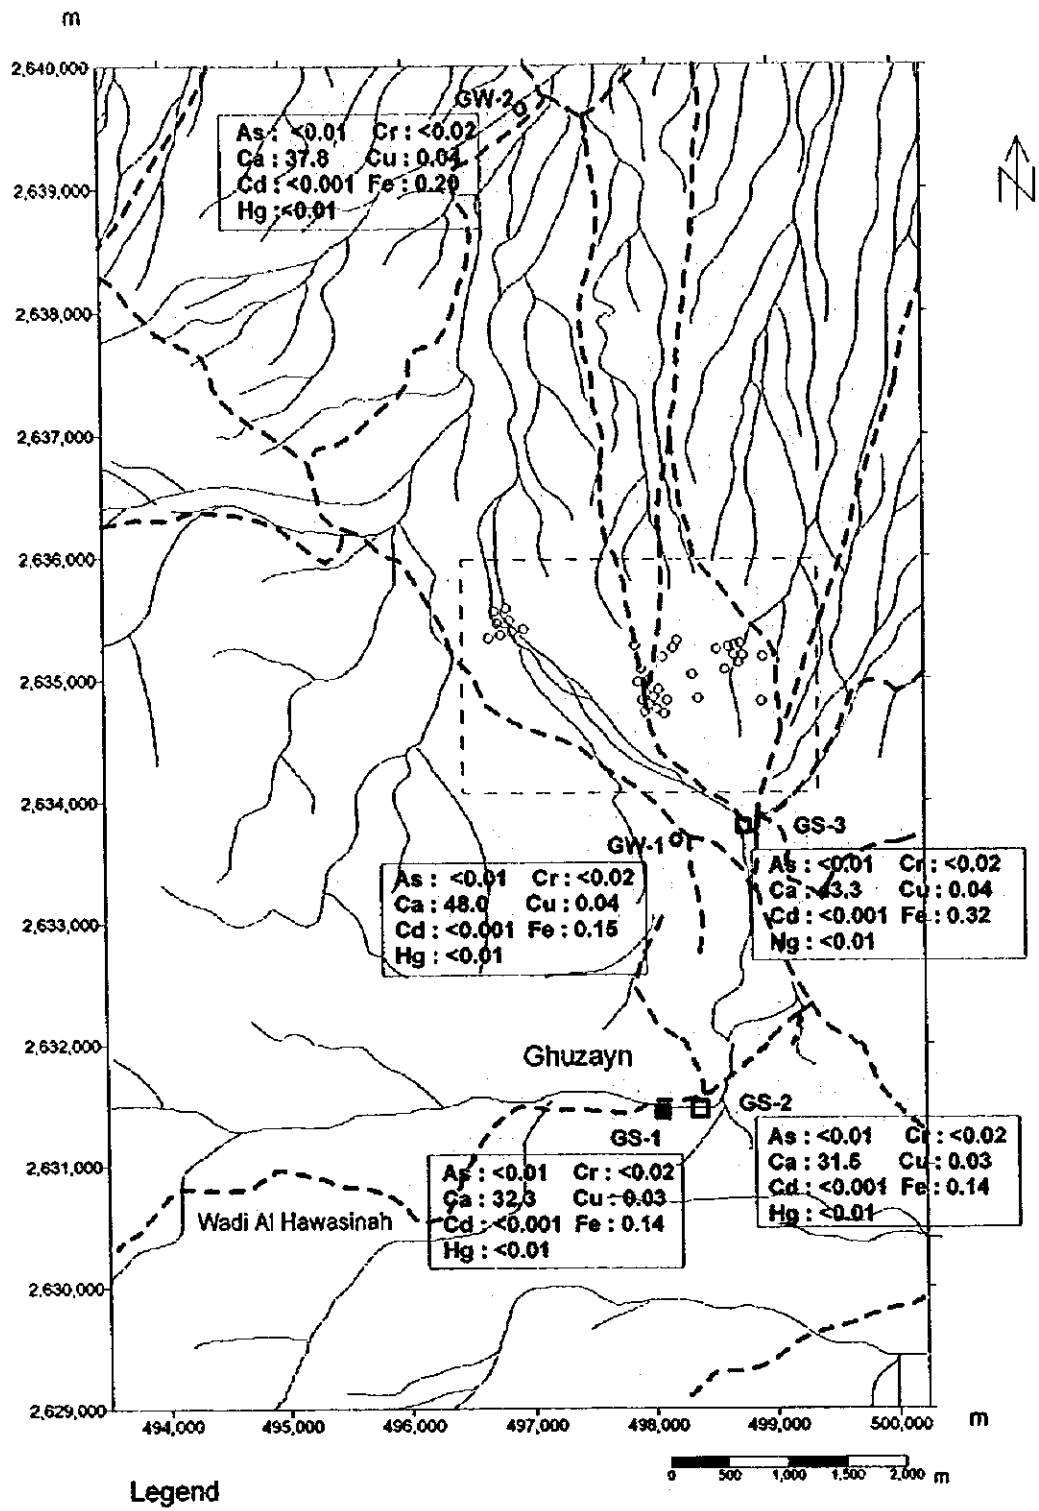 m
2,640,000
GW-2
As : <0.01 Cr : <0.02
Ca : 37.8 Cu : 0.04
Cd : <0.001 Fe : 0.20
Hg : <0.01
2,639,000
2,638,000
2,637,000
2,636,000
2,635,000
2,634,000
GS-3
GW-1
As : <0.01 Cr : <0.02
Ca : 43.3 Cu : 0.04
Cd : <0.001 Fe : 0.32
Hg : <0.01
As : <0.01 Cr : <0.02
Ca : 48.0 Cu : 0.04
Cd : <0.001 Fe : 0.15
Hg : <0.01
2,633,000
2,632,000
Ghuzayn
GS-2
GS-1
As : <0.01 Cr : <0.02
Ca : 31.5 Cu : 0.03
Cd : <0.001 Fe : 0.14
Hg : <0.01
2,631,000
As : <0.01 Cr : <0.02
Ca : 32.3 Cu : 0.03
Cd : <0.001 Fe : 0.14
Hg : <0.01
Wadi Al Hawasinah
2,630,000
2,629,000
494,000 495,000 496,000 497,000 498,000 499,000 500,000 m
0 500 1,000 1,500 2,000 m
N
Legend